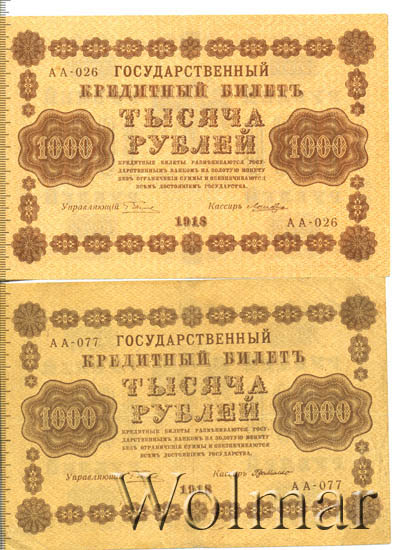 АА-026 ГОСУДАРСТВЕННЫЙ
КРЕДИТНЫЙ БИЛЕТЪ
ТЫСЯЧА
РУБЛЕЙ
1000 1000
КРЕДИТНЫЕ БИЛЕТЫ РАЗМѢНИВАЮТСЯ ГОСУ-
ДАРСТВЕННЫМЪ БАНКОМЪ НА ЗОЛОТУЮ МОНЕТУ
БЕЗЪ ОГРАНИЧЕНІЯ СУММЫ И ОБЕЗПЕЧИВАЮТСЯ
ВСѢМЪ ДОСТОЯНІЕМЪ ГОСУДАРСТВА.
Управляющій Кассиръ
1918 АА-026
АА-077 ГОСУДАРСТВЕННЫЙ
КРЕДИТНЫЙ БИЛЕТЪ
ТЫСЯЧА
РУБЛЕЙ
1000 1000
КРЕДИТНЫЕ БИЛЕТЫ РАЗМѢНИВАЮТСЯ ГОСУ-
ДАРСТВЕННЫМЪ БАНКОМЪ НА ЗОЛОТУЮ МОНЕТУ
БЕЗЪ ОГРАНИЧЕНІЯ СУММЫ И ОБЕЗПЕЧИВАЮТСЯ
ВСѢМЪ ДОСТОЯНІЕМЪ ГОСУДАРСТВА.
Управляющій Кассиръ
1918 АА-077
Wolmar